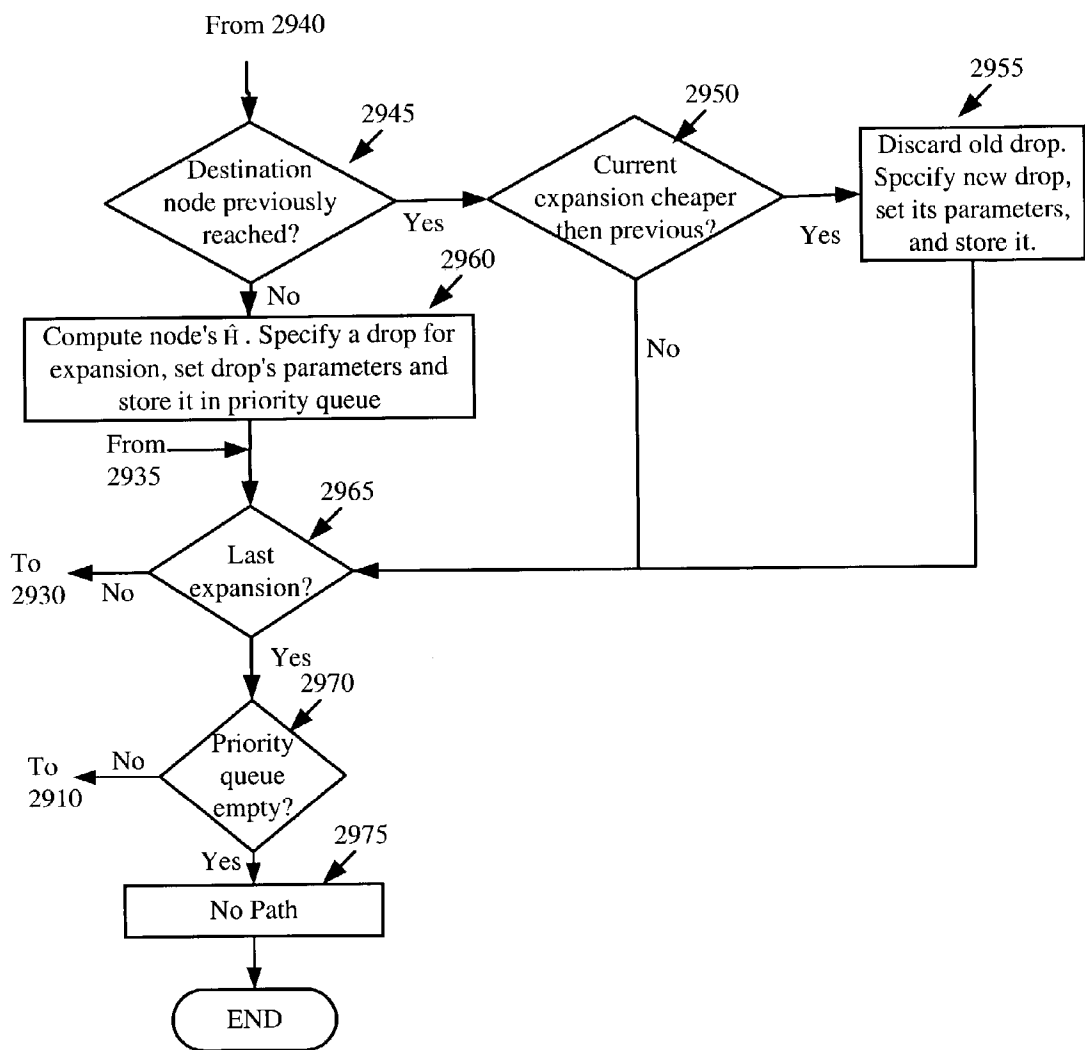 From 2940
2945
Destination
node previously
reached?
Yes
No
2950
Current
expansion cheaper
then previous?
Yes
No
2955
Discard old drop.
Specify new drop,
set its parameters,
and store it.
2960
Compute node's Ĥ. Specify a drop for
expansion, set drop's parameters and
store it in priority queue
From
2935
2965
Last
expansion?
No
To
2930
Yes
2970
Priority
queue
empty?
No
To
2910
Yes
2975
No Path
END